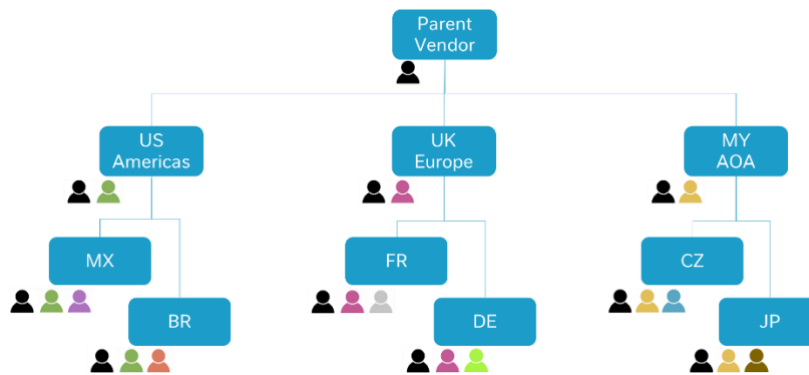 Parent
Vendor
US
Americas
UK
Europe
MY
AOA
MX
FR
CZ
BR
DE
JP